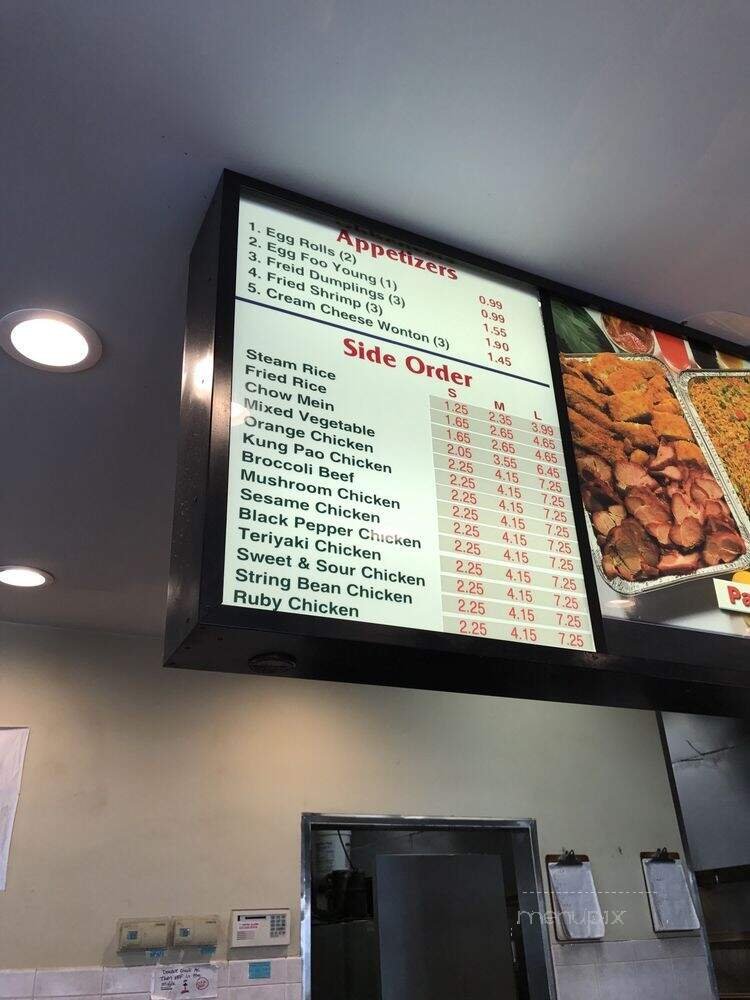 Appetizers
1. Egg Rolls (2) 0.99
2. Egg Foo Young (1) 0.99
3. Freid Dumplings (3) 1.55
4. Fried Shrimp (3) 1.90
5. Cream Cheese Wonton (3) 1.45
Side Order
S M L
Steam Rice 1.25 2.35 3.99
Fried Rice 1.65 2.65 4.65
Chow Mein 1.65 2.65 4.65
Mixed Vegetable 2.05 3.55 6.45
Orange Chicken 2.25 4.15 7.25
Kung Pao Chicken 2.25 4.15 7.25
Broccoli Beef 2.25 4.15 7.25
Mushroom Chicken 2.25 4.15 7.25
Sesame Chicken 2.25 4.15 7.25
Black Pepper Chicken 2.25 4.15 7.25
Teriyaki Chicken 2.25 4.15 7.25
Sweet & Sour Chicken 2.25 4.15 7.25
String Bean Chicken 2.25 4.15 7.25
Ruby Chicken 2.25 4.15 7.25
Pa
menupix